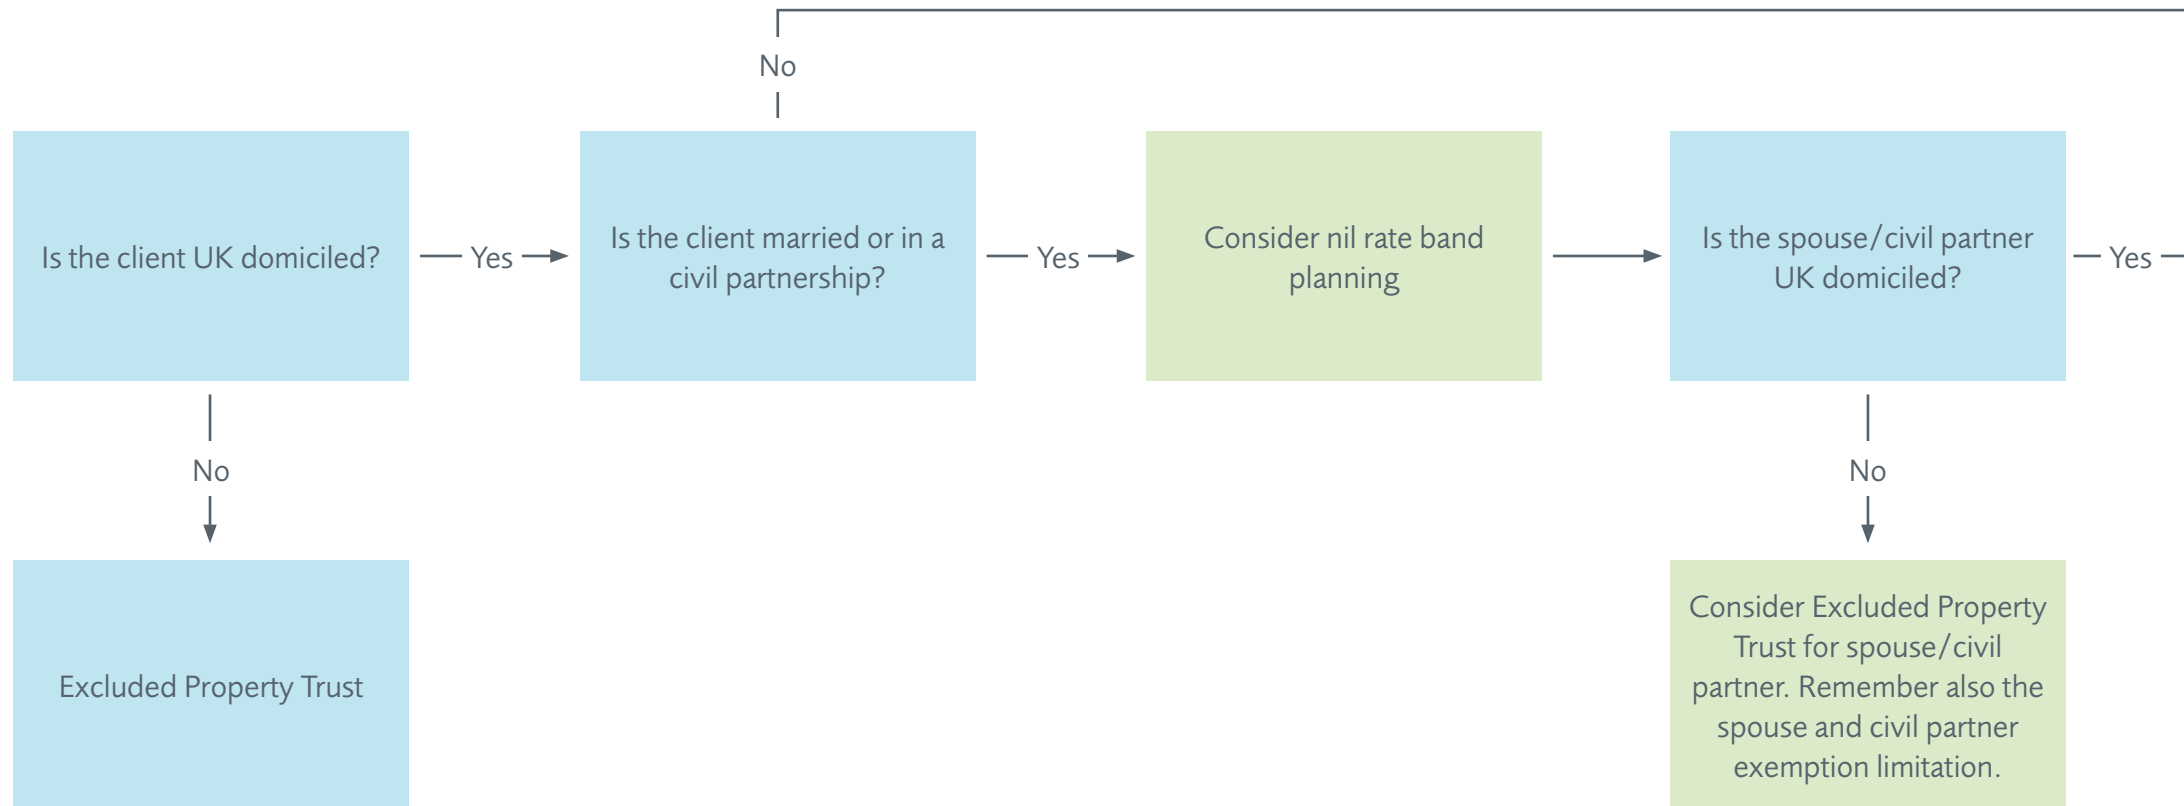 No
Is the client UK domiciled?
Yes
Is the client married or in a
civil partnership?
Yes
Consider nil rate band
planning
Is the spouse/civil partner
UK domiciled?
Yes
No
No
Excluded Property Trust
Consider Excluded Property
Trust for spouse/civil
partner. Remember also the
spouse and civil partner
exemption limitation.